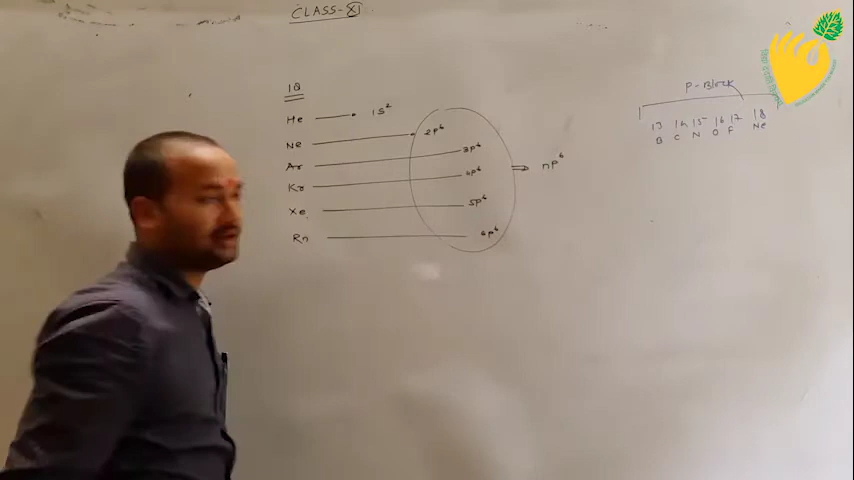 CLASS-XI
18
He 1S²
Ne 2p⁶
Ar 3p⁶
Kr 4p⁶
Xe 5p⁶
Rn 6p⁶
⇒ np⁶
P-Block
13 14 15 16 17 18
B C N O F Ne